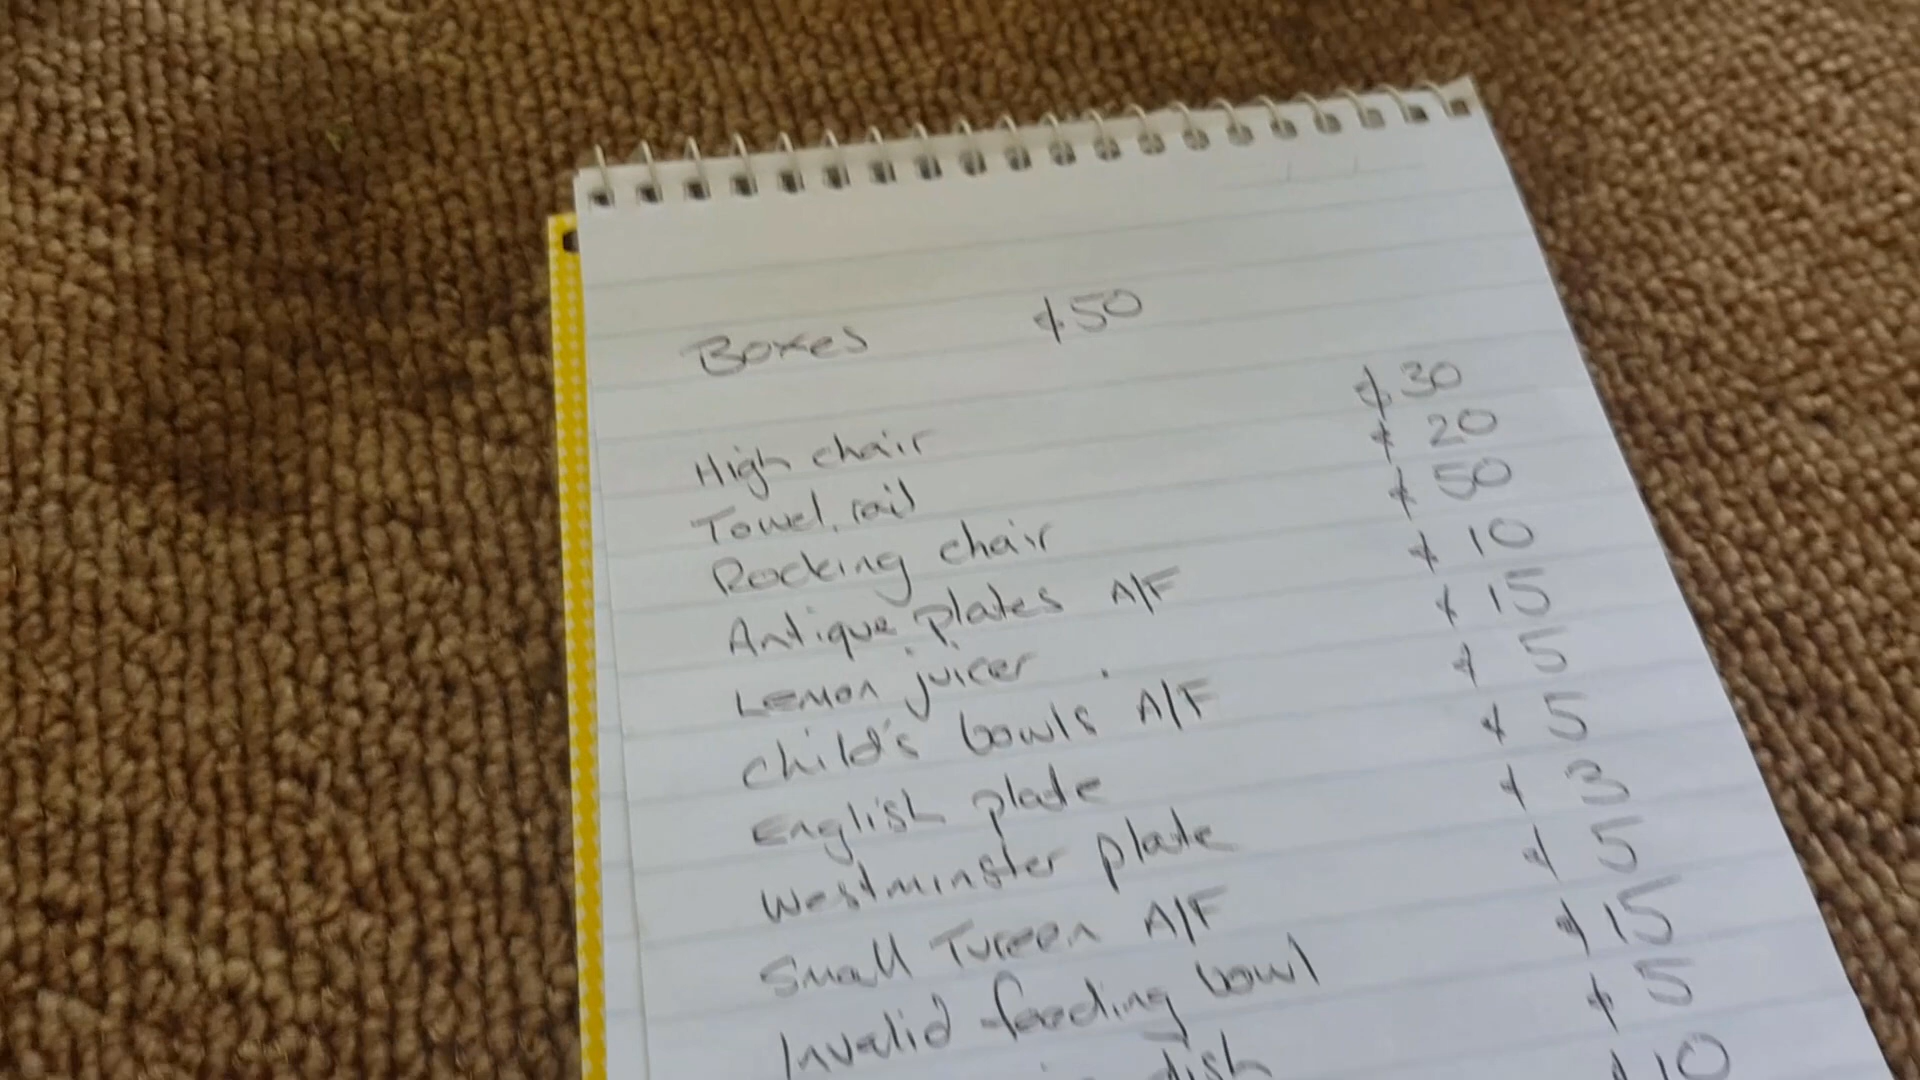 Boxes $50
High chair $30
Towel rail $20
Rocking chair $50
Antique plates A/F $10
Lemon juicer $15
Child's bowls A/F $5
English plate $5
Westminster plate $3
Small Tureen A/F $5
Invalid feeding bowl $15
dish $5
$10